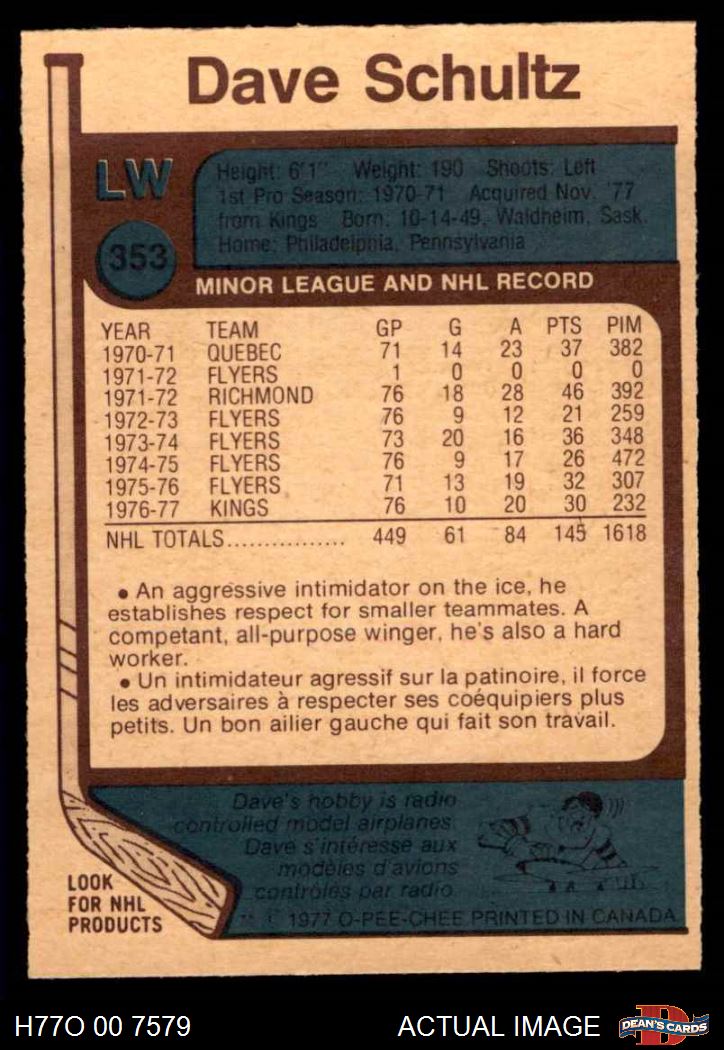 Dave Schultz
LW
Height: 6'1" Weight: 190 Shoots: Left
1st Pro Season: 1970-71 Acquired Nov. '77
from Kings Born: 10-14-49, Waldheim, Sask.
Home: Philadelphia, Pennsylvania
353
MINOR LEAGUE AND NHL RECORD
YEAR TEAM GP G A PTS PIM
1970-71 QUEBEC 71 14 23 37 382
1971-72 FLYERS 1 0 0 0 0
1971-72 RICHMOND 76 18 28 46 392
1972-73 FLYERS 76 9 12 21 259
1973-74 FLYERS 73 20 16 36 348
1974-75 FLYERS 76 9 17 26 472
1975-76 FLYERS 71 13 19 32 307
1976-77 KINGS 76 10 20 30 232
NHL TOTALS................ 449 61 84 145 1618
• An aggressive intimidator on the ice, he
establishes respect for smaller teammates. A
competant, all-purpose winger, he's also a hard
worker.
• Un intimidateur agressif sur la patinoire, il force
les adversaires à respecter ses coéquipiers plus
petits. Un bon ailier gauche qui fait son travail.
Dave's hobby is radio
controlled model airplanes.
Dave s'intéresse aux
modèles d'avions
contrôlés par radio.
LOOK
FOR NHL
PRODUCTS
© 1977 O-PEE-CHEE PRINTED IN CANADA
H77O 00 7579 ACTUAL IMAGE DEAN'S CARDS